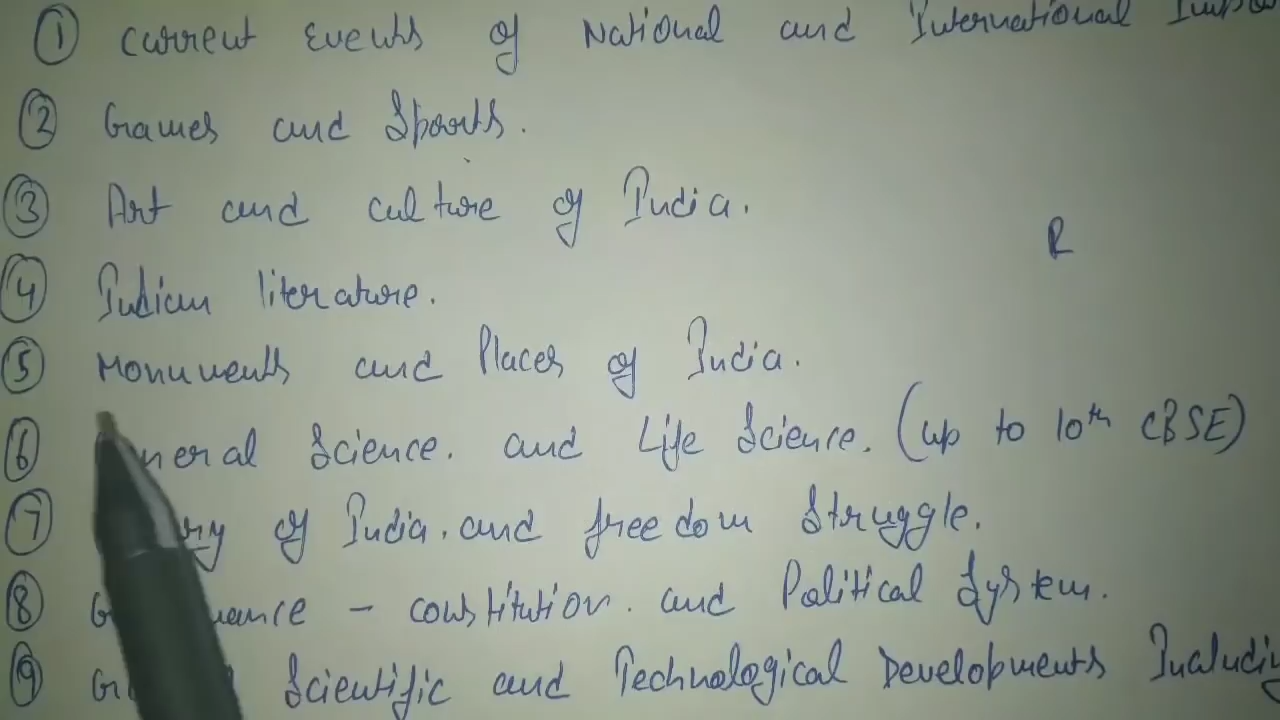 ① Current Events of National and International
② Games and Sports.
③ Art and culture of India.
R
④ Indian literature.
⑤ Monuments and Places of India.
⑥ Science. and Life Science. (up to 10th CBSE)
⑦ of India. and freedom Struggle.
⑧ – constitution. and Political System.
⑨ Scientific and Technological Developments